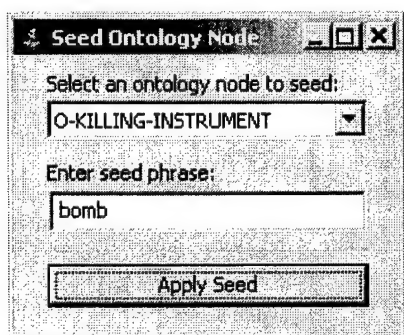 Seed Ontology Node
Select an ontology node to seed:
O-KILLING-INSTRUMENT
Enter seed phrase:
bomb
Apply Seed